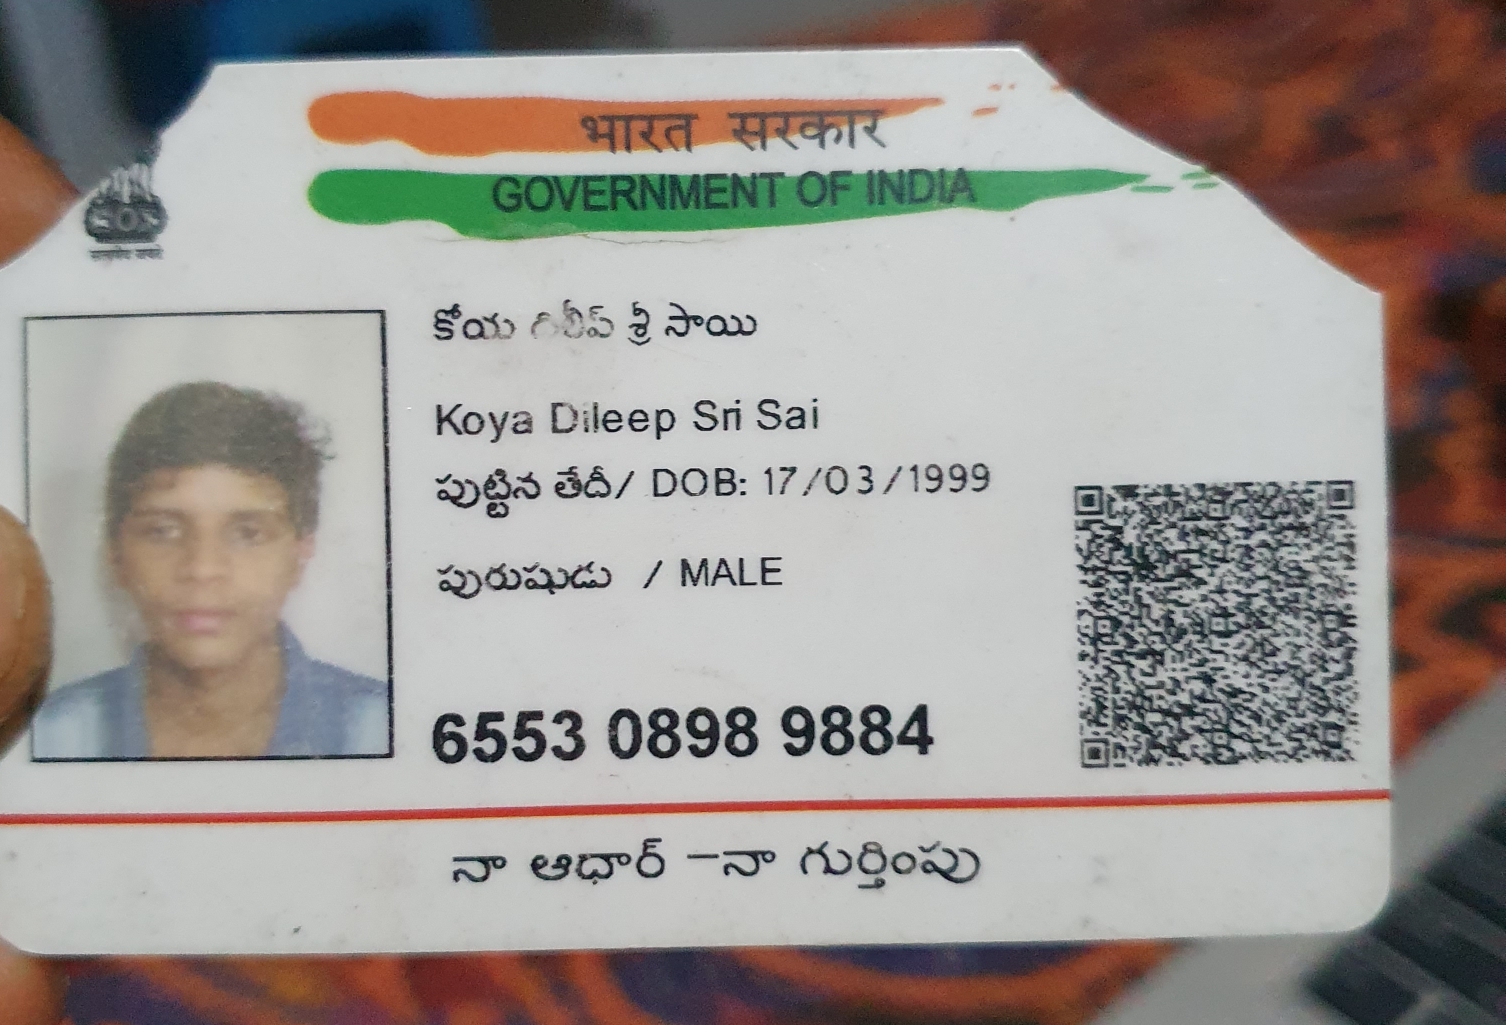 भारत सरकार
GOVERNMENT OF INDIA
కోయ శ్రీ సాయి
Koya Dileep Sri Sai
పుట్టిన తేదీ/ DOB: 17/03/1999
పురుషుడు / MALE
6553 0898 9884
నా ఆధార్ –నా గుర్తింపు